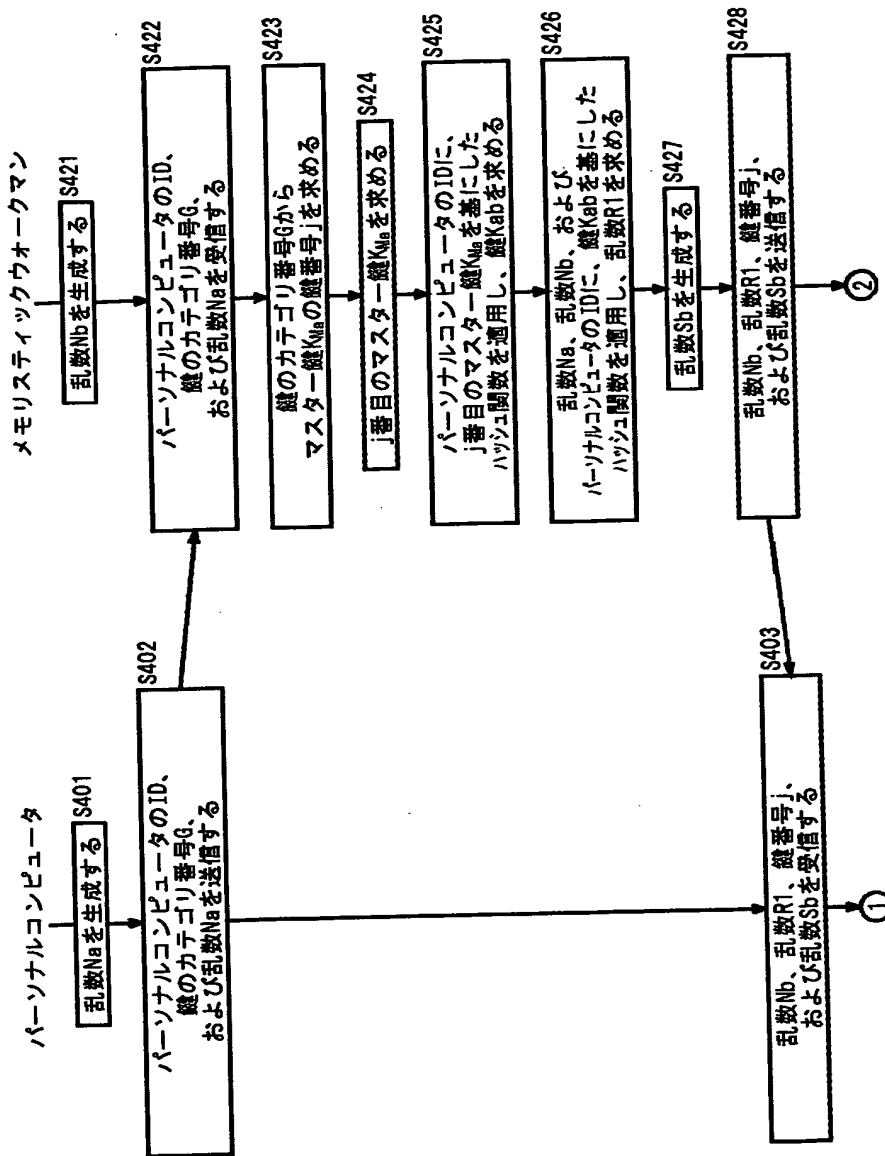 パーソナルコンピュータ
乱数Naを生成する
S401
パーソナルコンピュータのID、
鍵のカテゴリ番号G、
および乱数Naを送信する
S402
乱数Nb、乱数R1、鍵番号j、
および乱数Sbを受信する
S403
1
メモリスティックウォークマン
乱数Nbを生成する
S421
パーソナルコンピュータのID、
鍵のカテゴリ番号G、
および乱数Naを受信する
S422
鍵のカテゴリ番号Gから
マスター鍵KMaの鍵番号jを求める
S423
j番目のマスター鍵KMaを求める
S424
パーソナルコンピュータのIDに、
j番目のマスター鍵KMaを基にした
ハッシュ関数を適用し、鍵Kabを求める
S425
乱数Na、乱数Nb、および
パーソナルコンピュータのIDに、鍵Kabを基にした
ハッシュ関数を適用し、乱数R1を求める
S426
乱数Sbを生成する
S427
乱数Nb、乱数R1、鍵番号j、
および乱数Sbを送信する
S428
2